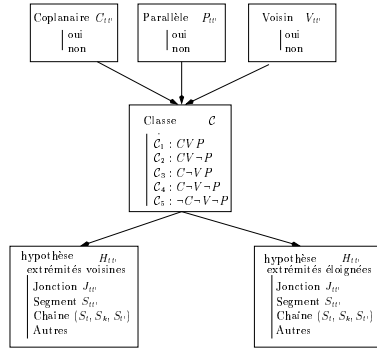 Coplanaire C_{tt'}
oui
non
Parallèle P_{tt'}
oui
non
Voisin V_{tt'}
oui
non
Classe 𝒞
𝒞₁ : CVP
𝒞₂ : CV¬P
𝒞₃ : C¬VP
𝒞₄ : C¬V¬P
𝒞₅ : ¬C¬V¬P
hypothèse H_{tt'}
extrémités voisines
Jonction J_{tt'}
Segment S_{tt'}
Chaîne (S_t, S_k, S_{t'})
Autres
hypothèse H_{tt'}
extrémités éloignées
Jonction J_{tt'}
Segment S_{tt'}
Chaîne (S_t, S_k, S_{t'})
Autres